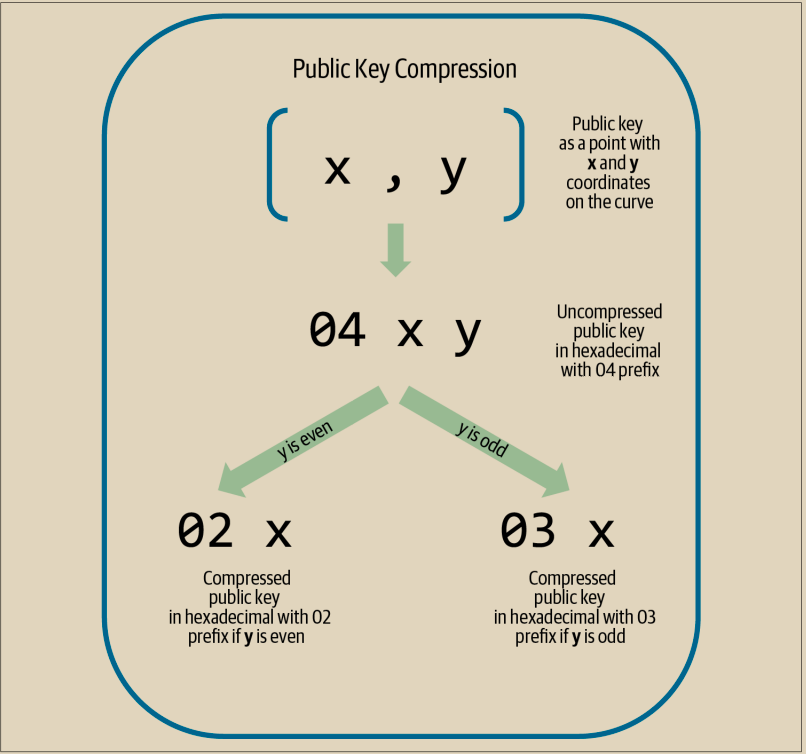 Public Key Compression
x , y
Public key
as a point with
x and y
coordinates
on the curve
04 x y
Uncompressed
public key
in hexadecimal
with 04 prefix
y is even
y is odd
02 x
03 x
Compressed
public key
in hexadecimal with 02
prefix if y is even
Compressed
public key
in hexadecimal with 03
prefix if y is odd